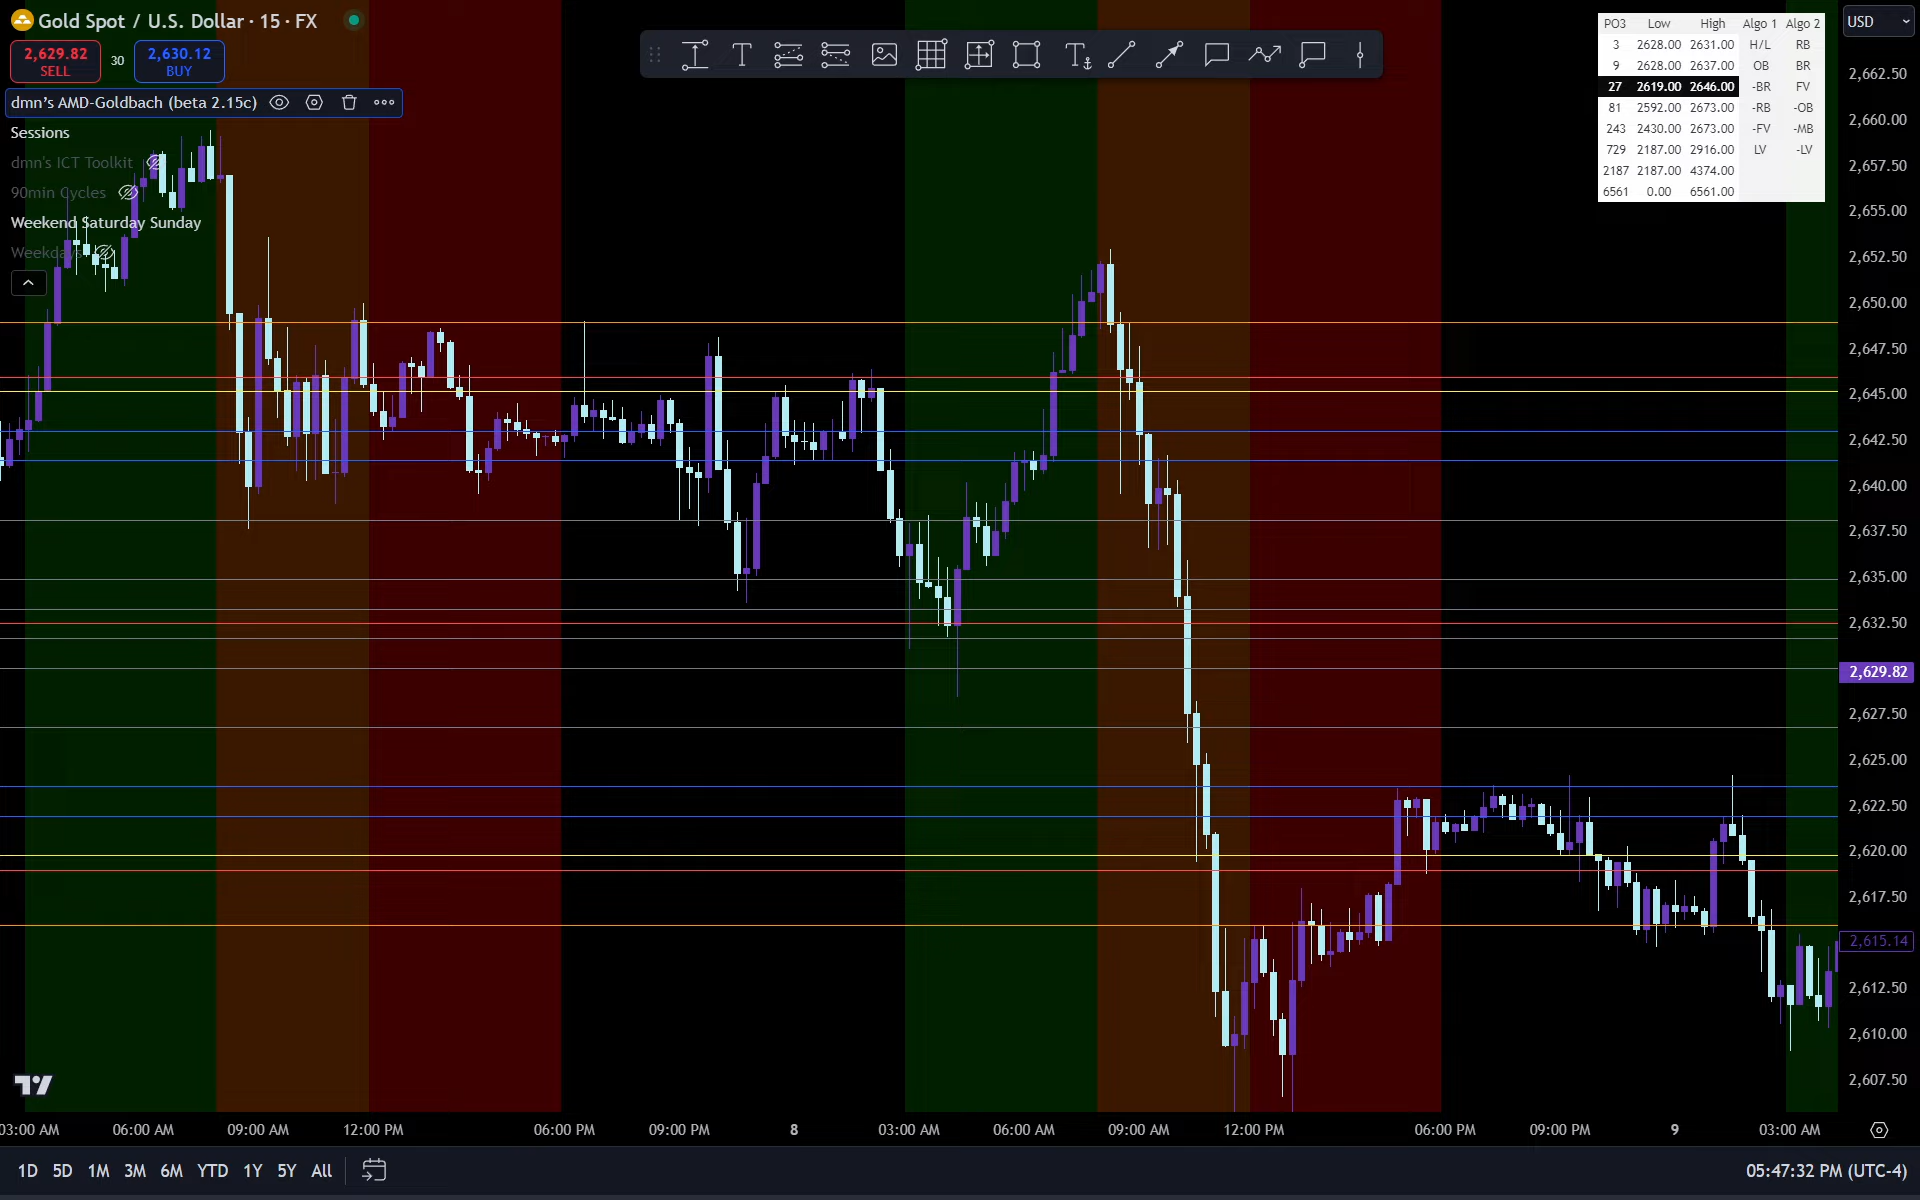 Gold Spot / U.S. Dollar · 15 · FX
2,629.82
SELL
30
2,630.12
BUY
dmn's AMD-Goldbach (beta 2.15c)
Sessions
dmn's ICT Toolkit
90min Cycles
Weekend Saturday Sunday
Weekdays
PO3 Low High Algo 1 Algo 2
3 2628.00 2631.00 H/L RB
9 2628.00 2637.00 OB BR
27 2619.00 2646.00 -BR FV
81 2592.00 2673.00 -RB -OB
243 2430.00 2673.00 -FV -MB
729 2187.00 2916.00 LV -LV
2187 2187.00 4374.00
6561 0.00 6561.00
USD
2,662.50
2,660.00
2,657.50
2,655.00
2,652.50
2,650.00
2,647.50
2,645.00
2,642.50
2,640.00
2,637.50
2,635.00
2,632.50
2,629.82
2,627.50
2,625.00
2,622.50
2,620.00
2,617.50
2,615.14
2,612.50
2,610.00
2,607.50
03:00 AM 06:00 AM 09:00 AM 12:00 PM 06:00 PM 09:00 PM 8 03:00 AM 06:00 AM 09:00 AM 12:00 PM 06:00 PM 09:00 PM 9 03:00 AM
1D 5D 1M 3M 6M YTD 1Y 5Y All
05:47:32 PM (UTC-4)